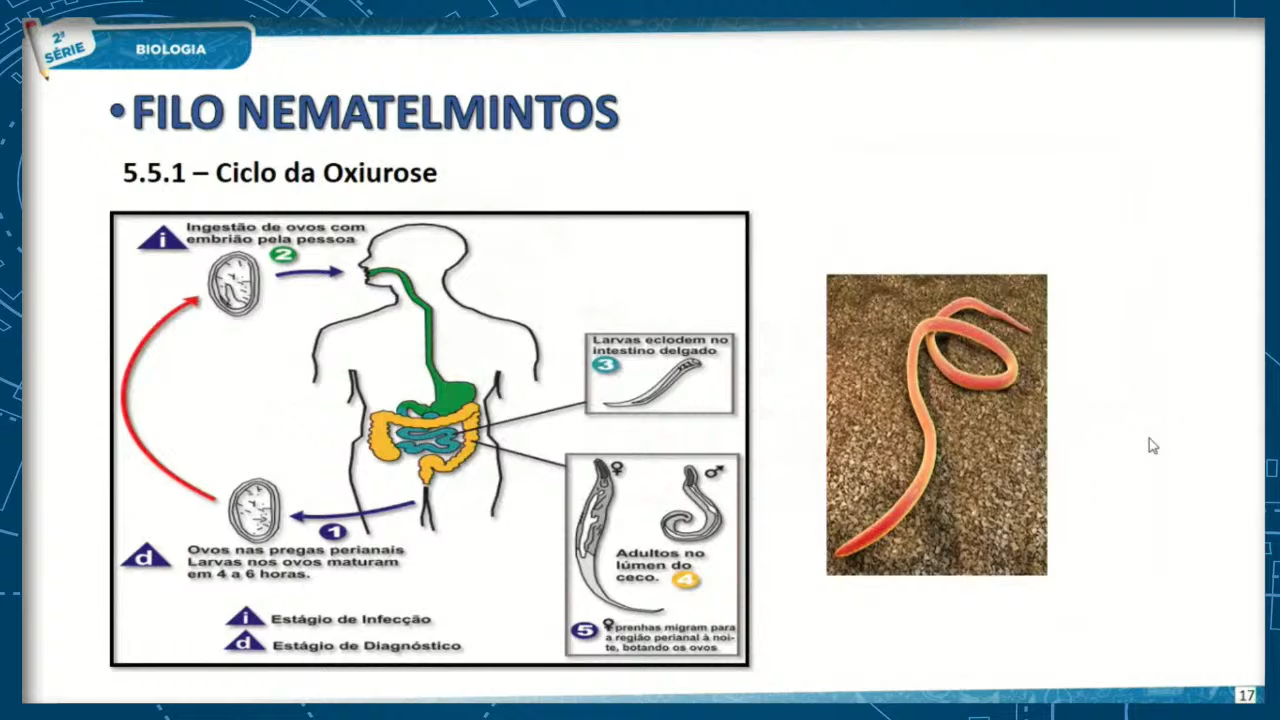 2ª
SÉRIE
BIOLOGIA
•FILO NEMATELMINTOS
5.5.1 – Ciclo da Oxiurose
i
Ingestão de ovos com
embrião pela pessoa
2
Larvas eclodem no
intestino delgado
3
♀ ♂
Adultos no
lúmen do
ceco. 4
5 ♀ prenhas migram para
a região perianal à noi-
te, botando os ovos
1
d
Ovos nas pregas perianais
Larvas nos ovos maturam
em 4 a 6 horas.
i Estágio de Infecção
d Estágio de Diagnóstico
17